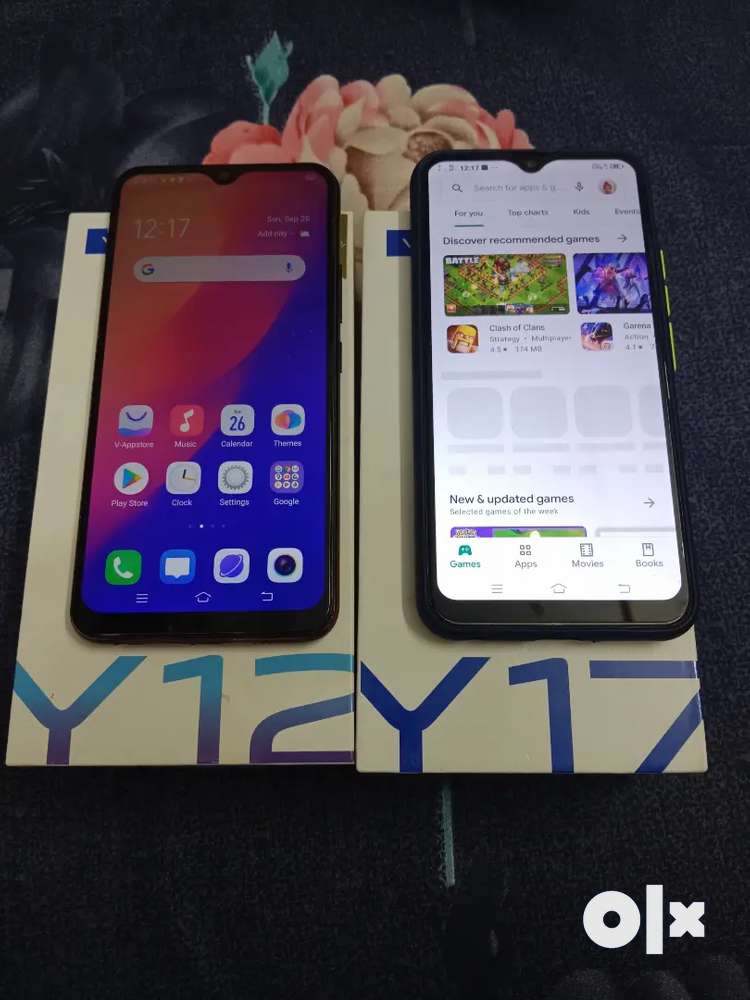 12:17
Sun, Sep 26
Add city
V-Appstore
Music
26
Calendar
Themes
Play Store
Clock
Settings
Google
12:17
Search for apps & g...
For you
Top charts
Kids
Events
Discover recommended games
BATTLE
Clash of Clans
Strategy • Multiplayer
4.5★ 174 MB
Garena
Action
4.1★
New & updated games
Selected games of the week
Games
Apps
Movies
Books
Y12
Y17
olx